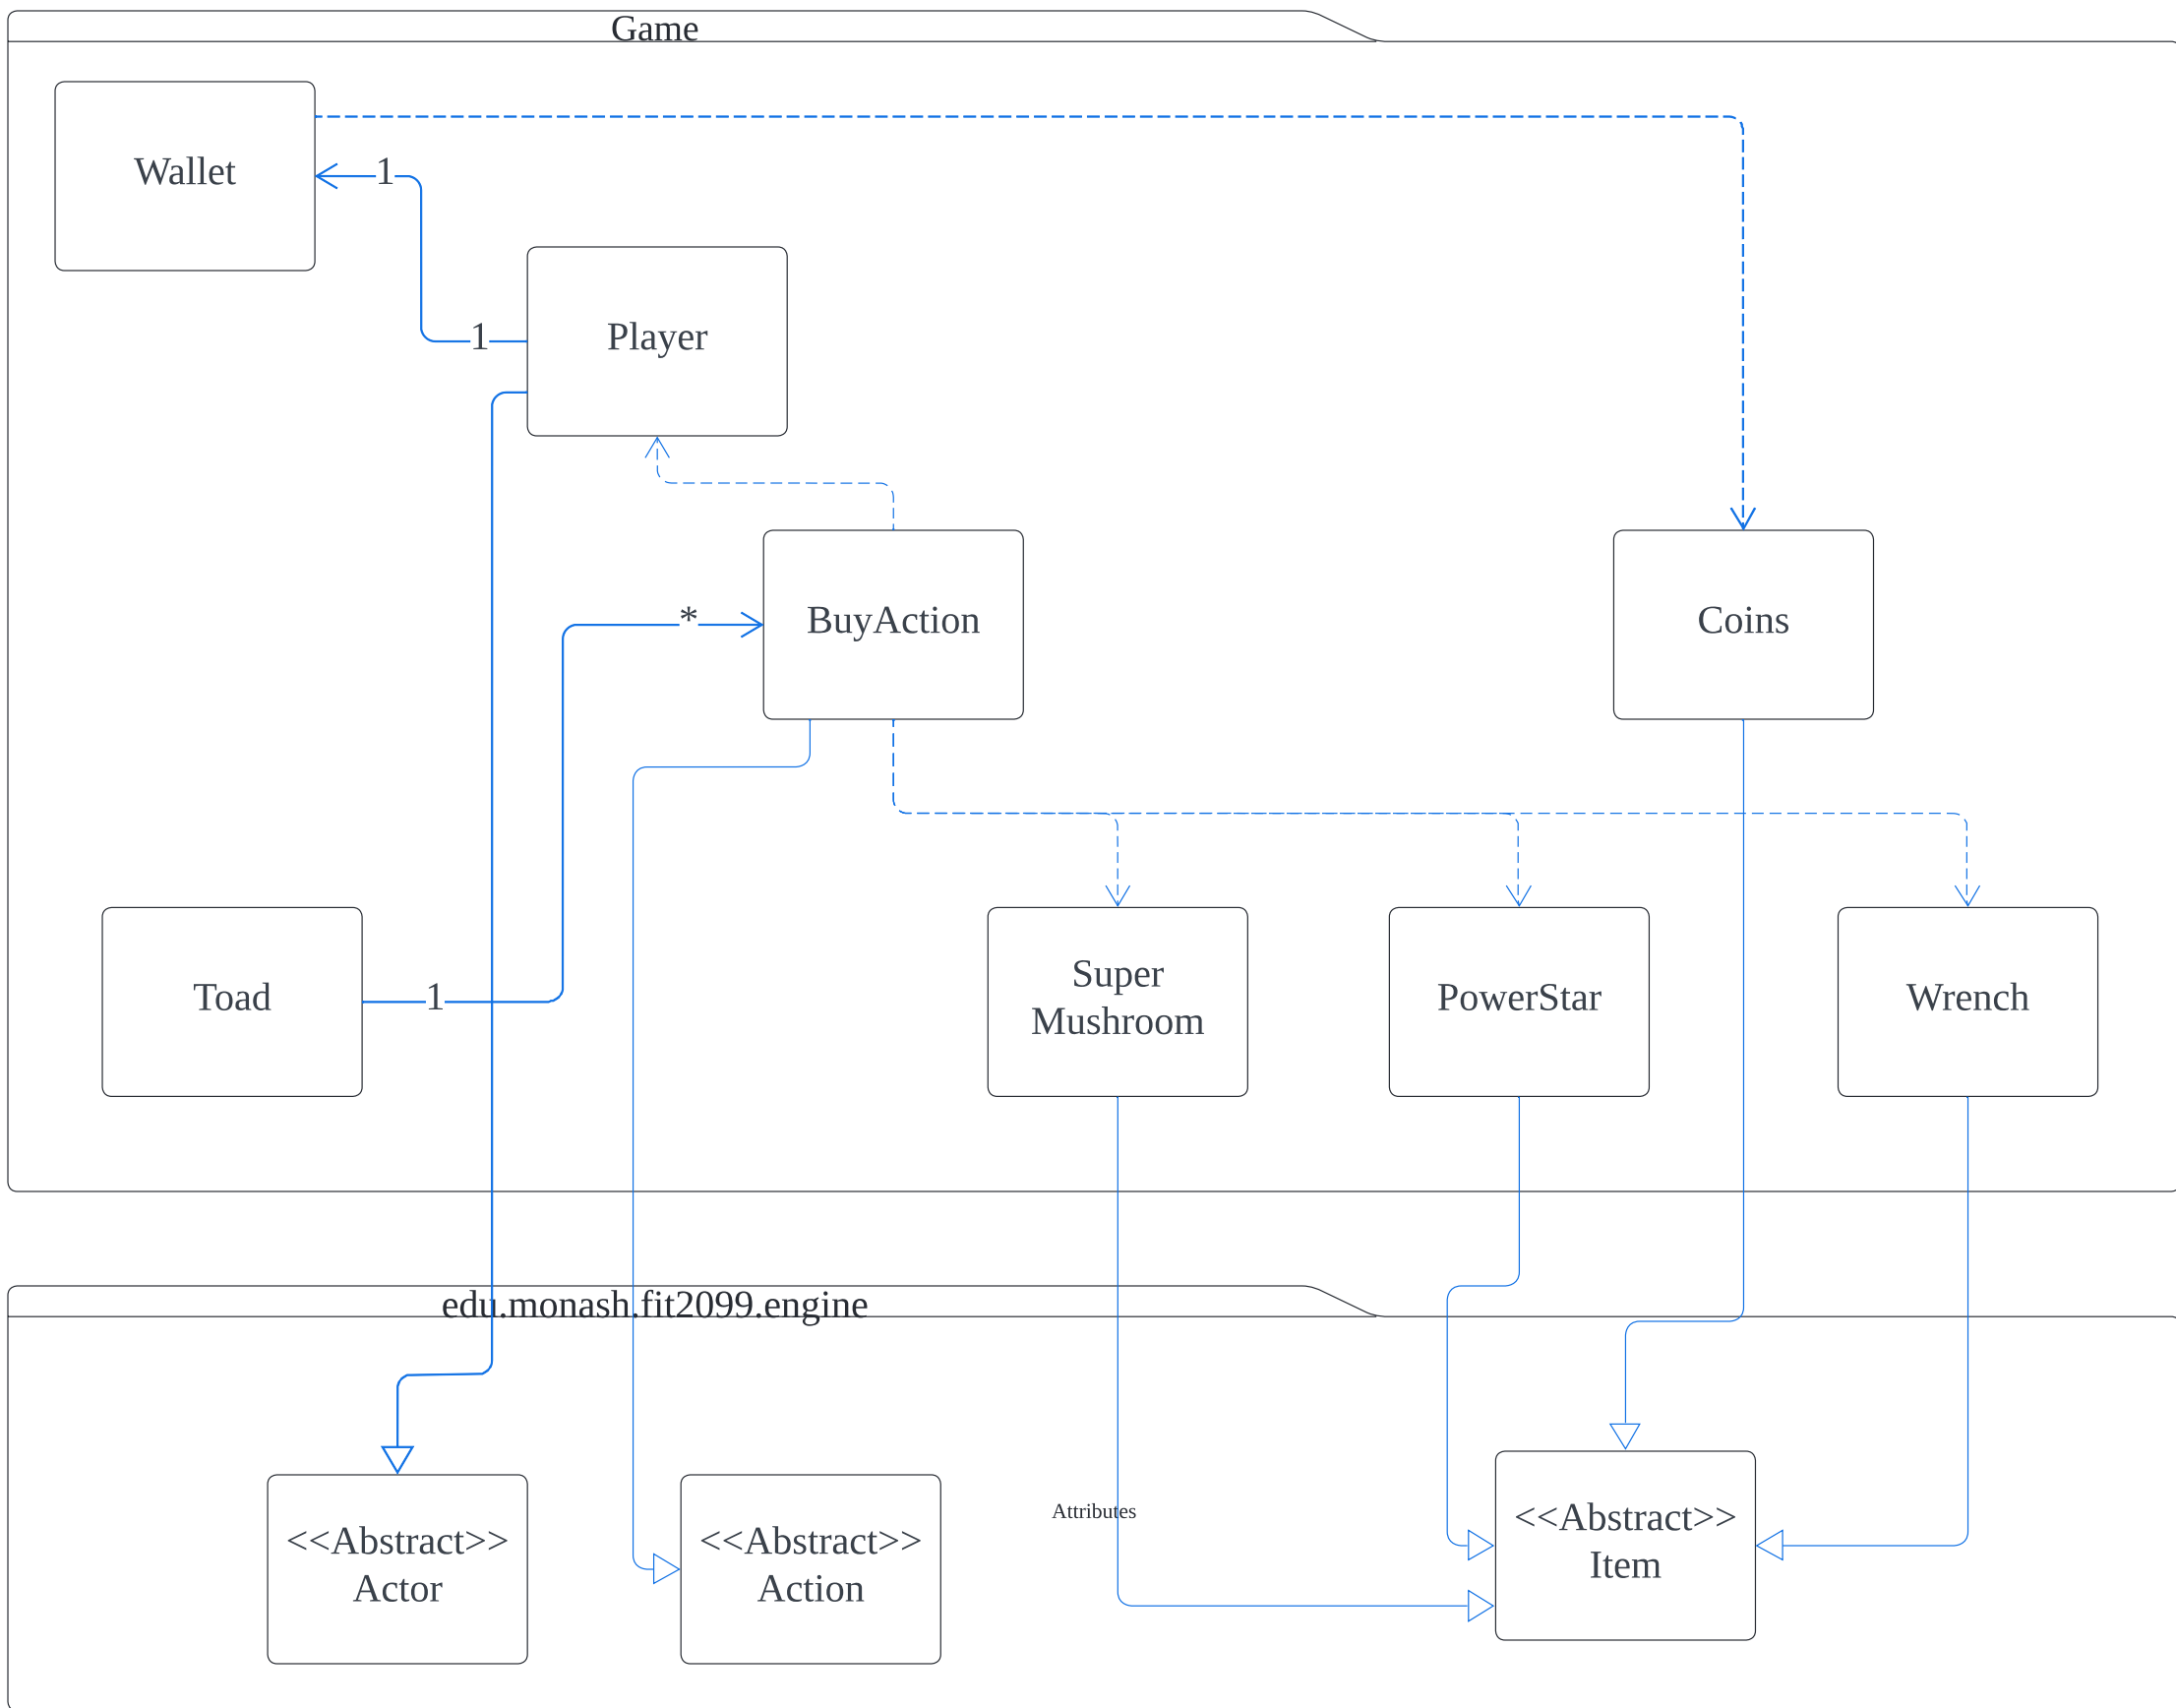 Game
Wallet
1
1
Player
*
BuyAction
Coins
Toad
1
Super
Mushroom
PowerStar
Wrench
edu.monash.fit2099.engine
<<Abstract>>
Actor
<<Abstract>>
Action
Attributes
<<Abstract>>
Item